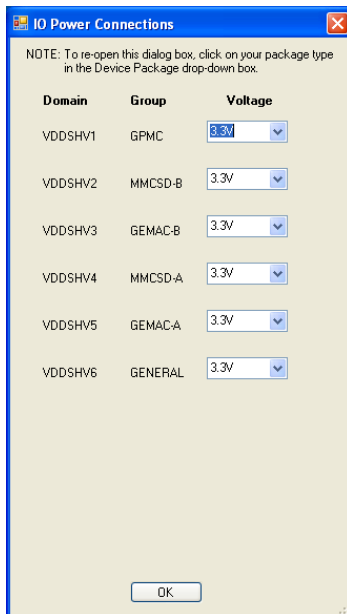 IO Power Connections
NOTE: To re-open this dialog box, click on your package type
in the Device Package drop-down box.
Domain Group Voltage
VDDSHV1 GPMC 3.3V
VDDSHV2 MMCSD-B 3.3V
VDDSHV3 GEMAC-B 3.3V
VDDSHV4 MMCSD-A 3.3V
VDDSHV5 GEMAC-A 3.3V
VDDSHV6 GENERAL 3.3V
OK